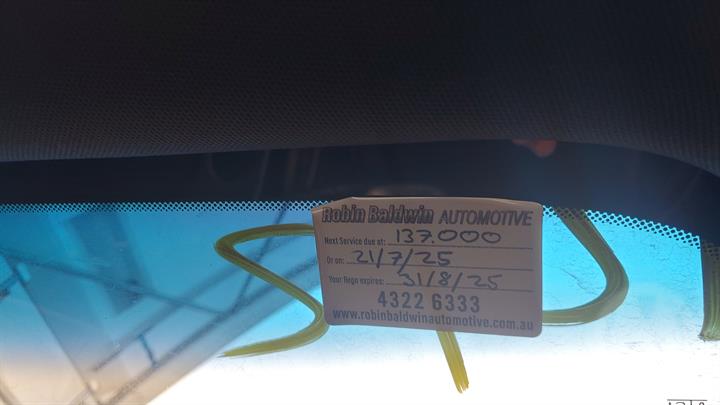 Robin Baldwin AUTOMOTIVE
Next Service due at: 137.000
Or on: 21/7/25
Your Rego expires: 31/8/25
4322 6333
www.robinbaldwinautomotive.com.au